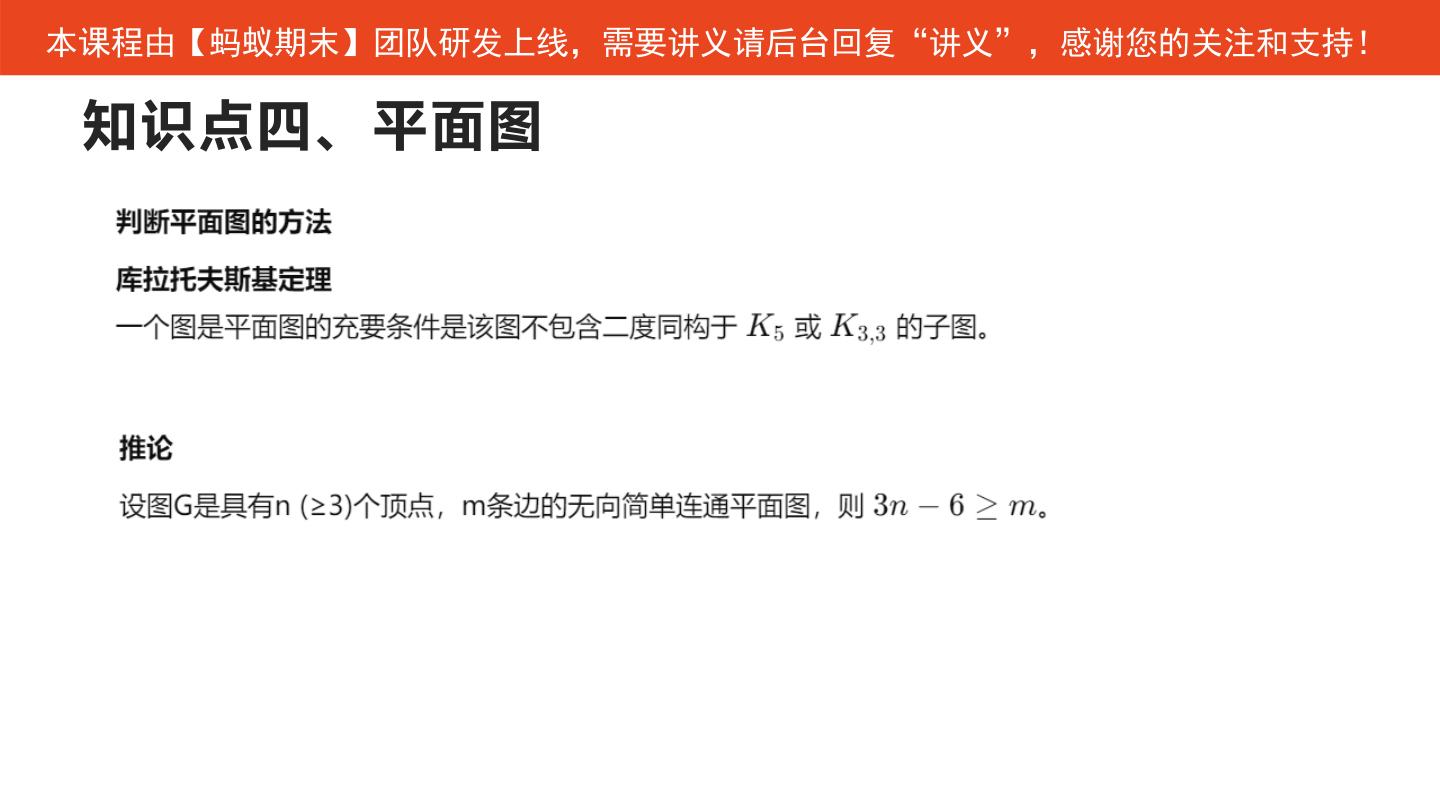 本课程由【蚂蚁期末】团队研发上线，需要讲义请后台回复“讲义”，感谢您的关注和支持！
知识点四、平面图
判断平面图的方法
库拉托夫斯基定理
一个图是平面图的充要条件是该图不包含二度同构于 K₅ 或 K₃,₃ 的子图。
推论
设图G是具有n (≥3)个顶点，m条边的无向简单连通平面图，则 3n − 6 ≥ m。